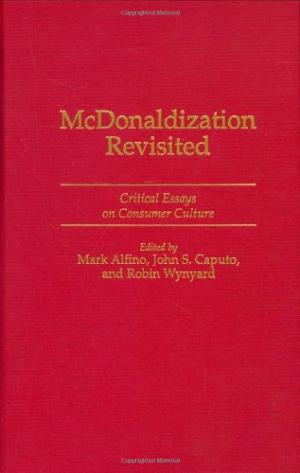 McDonaldization
Revisited
Critical Essays
on Consumer Culture
Edited by
Mark Alfino, John S. Caputo,
and Robin Wynyard